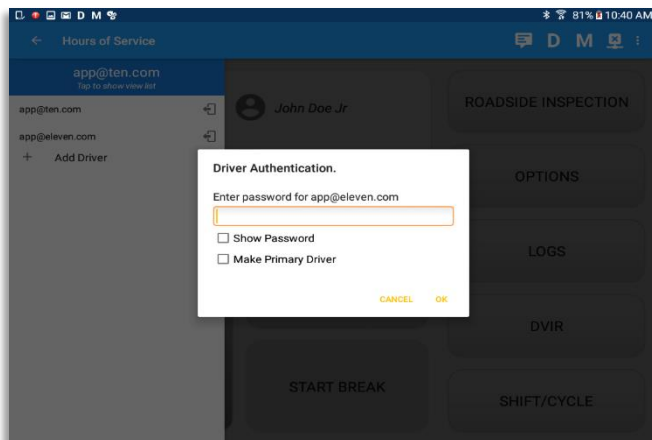 D M
81% 10:40 AM
Hours of Service
D M
app@ten.com
Tap to show view list
app@ten.com
app@eleven.com
+ Add Driver
John Doe Jr
ROADSIDE INSPECTION
OPTIONS
LOGS
DVIR
START BREAK
SHIFT/CYCLE
Driver Authentication.
Enter password for app@eleven.com
Show Password
Make Primary Driver
CANCEL OK